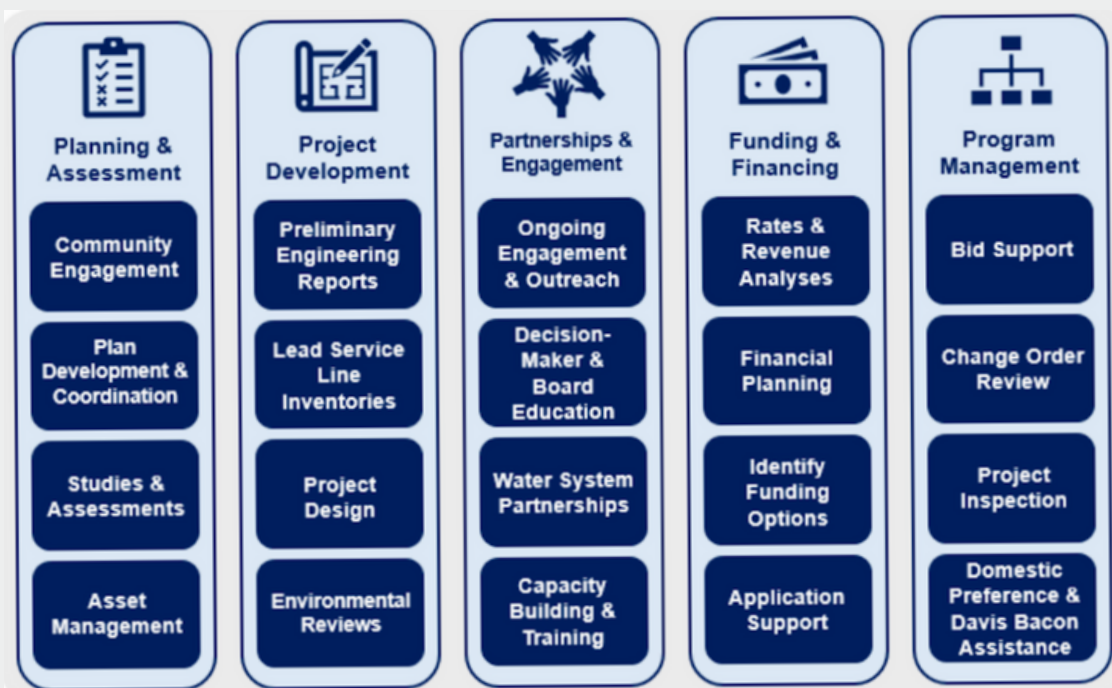 Planning &
Assessment
Community
Engagement
Plan
Development &
Coordination
Studies &
Assessments
Asset
Management
Project
Development
Preliminary
Engineering
Reports
Lead Service
Line
Inventories
Project
Design
Environmental
Reviews
Partnerships &
Engagement
Ongoing
Engagement
& Outreach
Decision-
Maker &
Board
Education
Water System
Partnerships
Capacity
Building &
Training
Funding &
Financing
Rates &
Revenue
Analyses
Financial
Planning
Identify
Funding
Options
Application
Support
Program
Management
Bid Support
Change Order
Review
Project
Inspection
Domestic
Preference &
Davis Bacon
Assistance